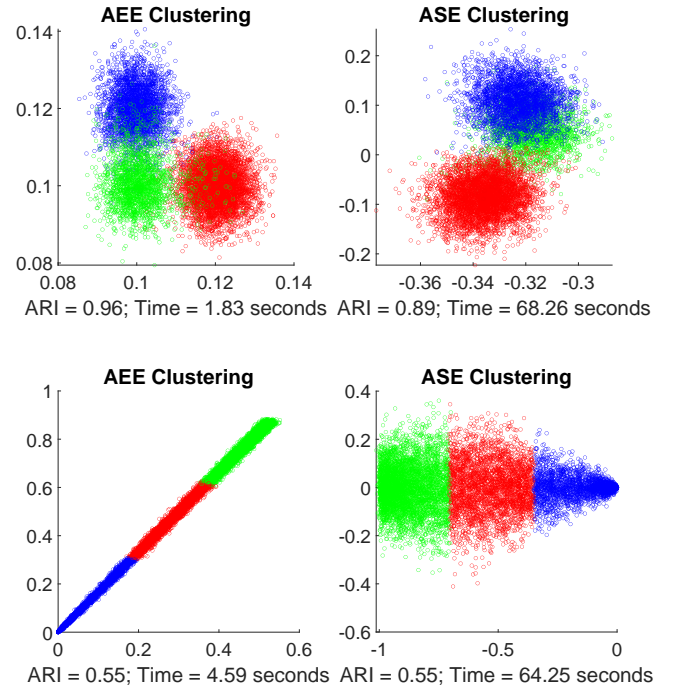 AEE Clustering
0.14
0.12
0.1
0.08
0.08 0.1 0.12 0.14
ARI = 0.96; Time = 1.83 seconds
ASE Clustering
0.2
0.1
0
-0.1
-0.2
-0.36 -0.34 -0.32 -0.3
ARI = 0.89; Time = 68.26 seconds
AEE Clustering
1
0.8
0.6
0.4
0.2
0
0 0.2 0.4 0.6
ARI = 0.55; Time = 4.59 seconds
ASE Clustering
0.4
0.2
0
-0.2
-0.4
-0.6
-1 -0.5 0
ARI = 0.55; Time = 64.25 seconds